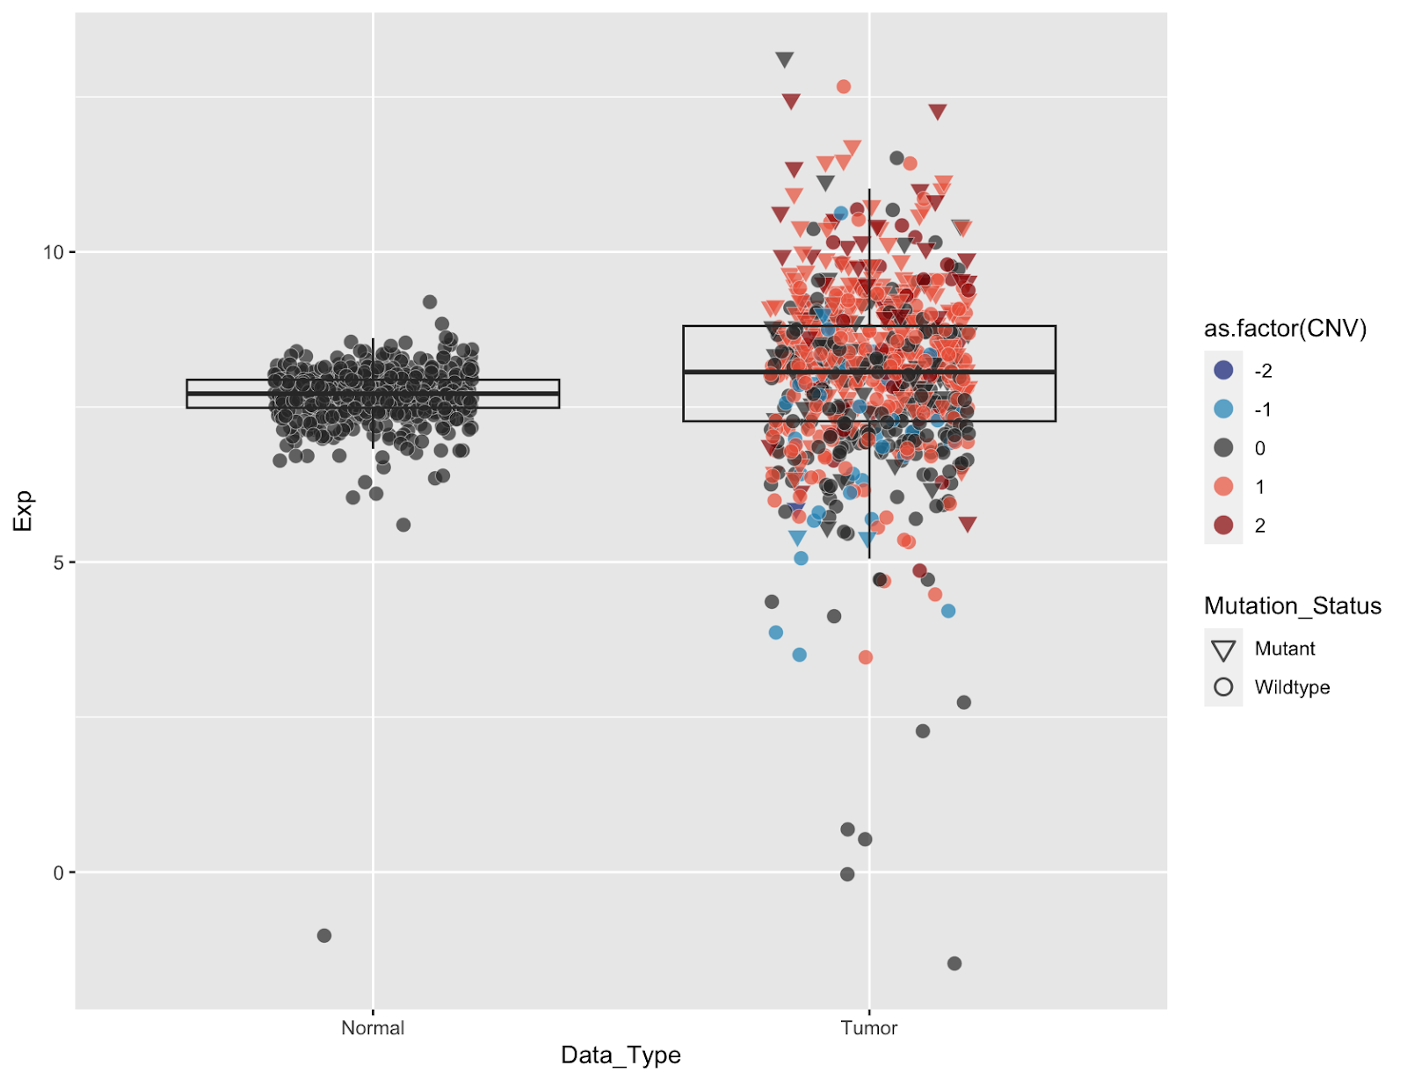 Exp
10
5
0
Normal
Tumor
Data_Type
as.factor(CNV)
-2
-1
0
1
2
Mutation_Status
Mutant
Wildtype